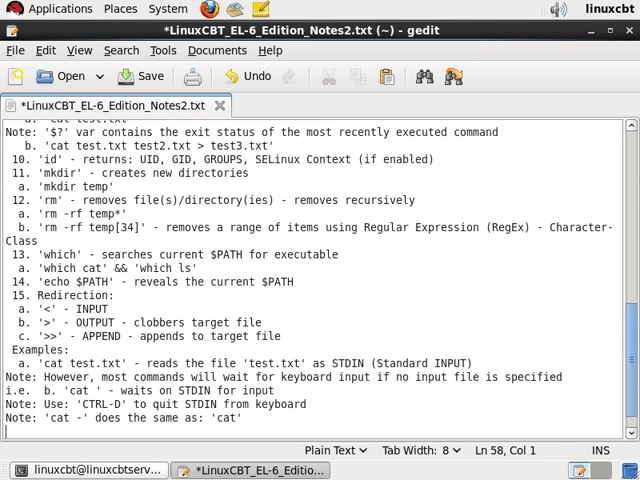 Applications Places System linuxcbt
*LinuxCBT_EL-6_Edition_Notes2.txt (~) - gedit
File Edit View Search Tools Documents Help
Open Save Undo
*LinuxCBT_EL-6_Edition_Notes2.txt
a. 'cat test.txt'
Note: '$?' var contains the exit status of the most recently executed command
b. 'cat test.txt test2.txt > test3.txt'
10. 'id' - returns: UID, GID, GROUPS, SELinux Context (if enabled)
11. 'mkdir' - creates new directories
a. 'mkdir temp'
12. 'rm' - removes file(s)/directory(ies) - removes recursively
a. 'rm -rf temp*'
b. 'rm -rf temp[34]' - removes a range of items using Regular Expression (RegEx) - Character-
Class
13. 'which' - searches current $PATH for executable
a. 'which cat' && 'which ls'
14. 'echo $PATH' - reveals the current $PATH
15. Redirection:
a. '<' - INPUT
b. '>' - OUTPUT - clobbers target file
c. '>>' - APPEND - appends to target file
Examples:
a. 'cat test.txt' - reads the file 'test.txt' as STDIN (Standard INPUT)
Note: However, most commands will wait for keyboard input if no input file is specified
i.e. b. 'cat ' - waits on STDIN for input
Note: Use: 'CTRL-D' to quit STDIN from keyboard
Note: 'cat -' does the same as: 'cat'
Plain Text Tab Width: 8 Ln 58, Col 1 INS
linuxcbt@linuxcbtserv... *LinuxCBT_EL-6_Editio...